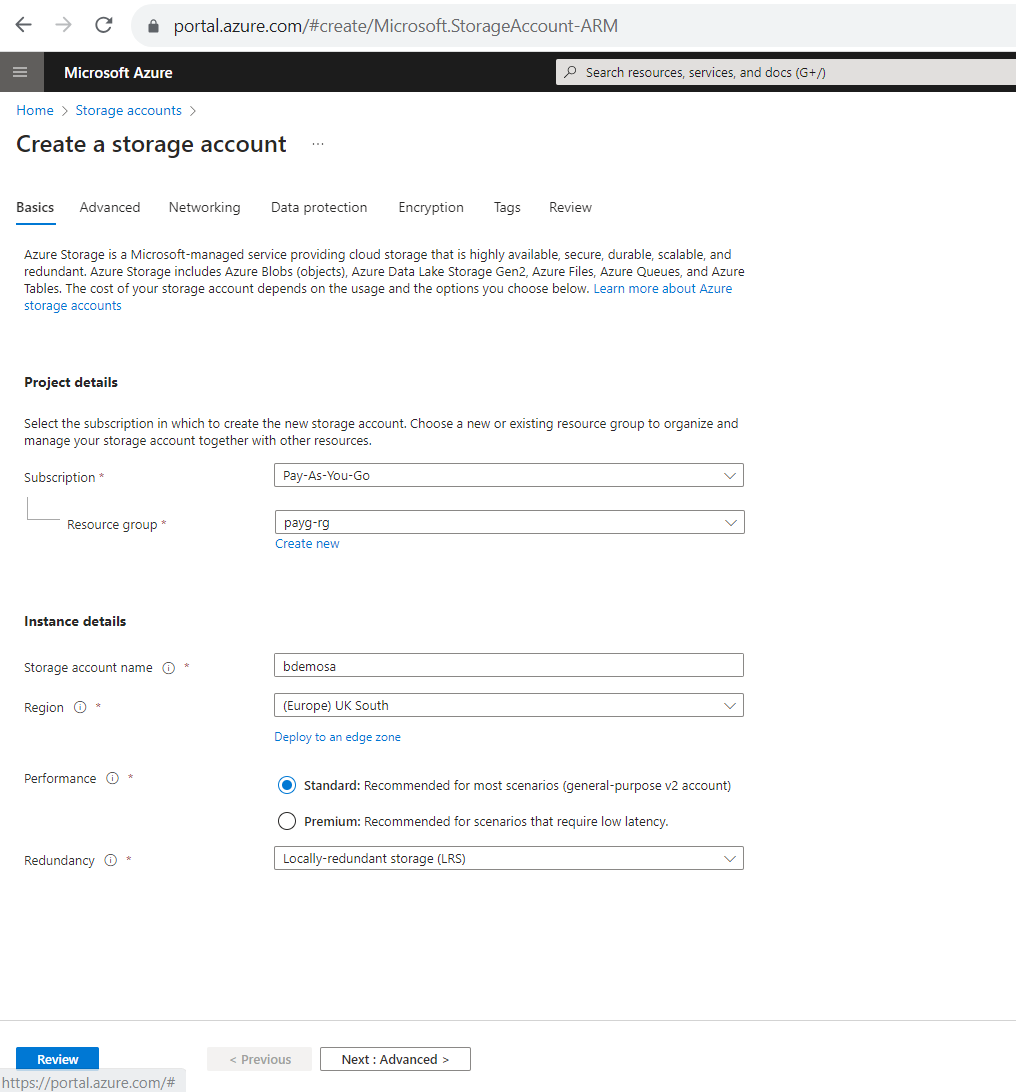 portal.azure.com/#create/Microsoft.StorageAccount-ARM
Microsoft Azure
Search resources, services, and docs (G+/)
Home > Storage accounts >
Create a storage account ...
Basics Advanced Networking Data protection Encryption Tags Review
Azure Storage is a Microsoft-managed service providing cloud storage that is highly available, secure, durable, scalable, and
redundant. Azure Storage includes Azure Blobs (objects), Azure Data Lake Storage Gen2, Azure Files, Azure Queues, and Azure
Tables. The cost of your storage account depends on the usage and the options you choose below. Learn more about Azure
storage accounts
Project details
Select the subscription in which to create the new storage account. Choose a new or existing resource group to organize and
manage your storage account together with other resources.
Subscription *
Pay-As-You-Go
Resource group *
payg-rg
Create new
Instance details
Storage account name *
bdemosa
Region *
(Europe) UK South
Deploy to an edge zone
Performance *
Standard: Recommended for most scenarios (general-purpose v2 account)
Premium: Recommended for scenarios that require low latency.
Redundancy *
Locally-redundant storage (LRS)
Review < Previous Next : Advanced >
https://portal.azure.com/#